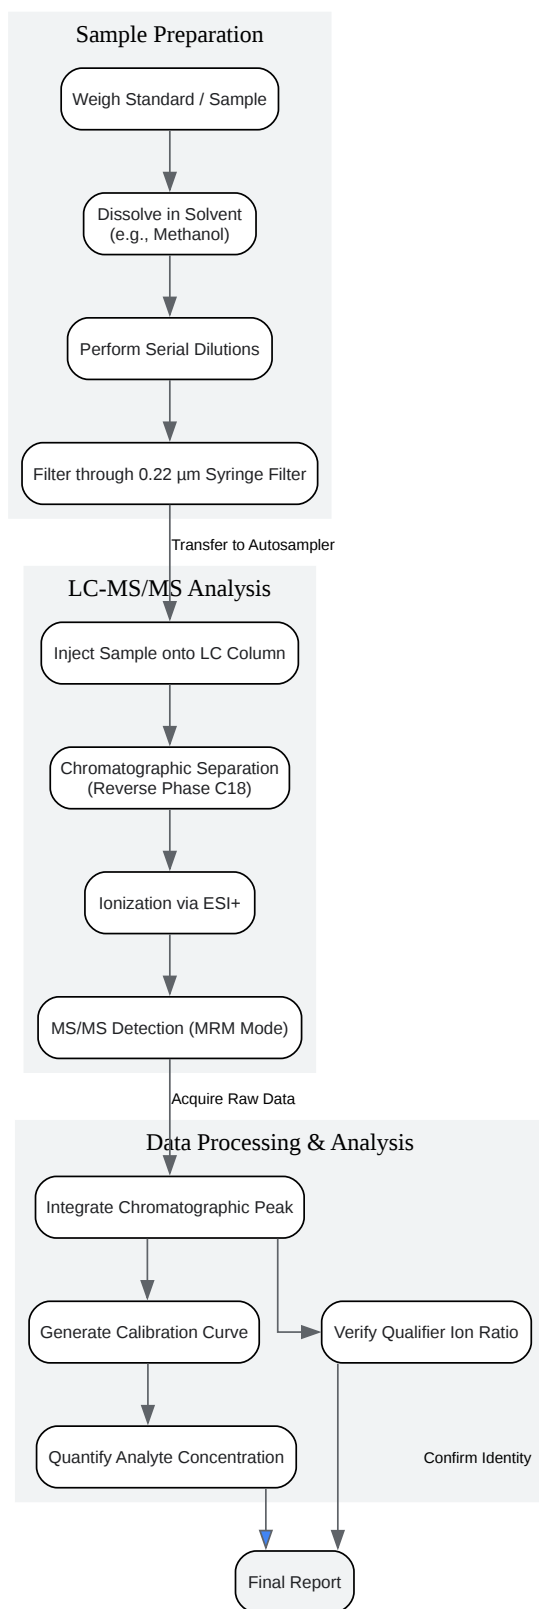 Sample Preparation
Weigh Standard / Sample
Dissolve in Solvent
(e.g., Methanol)
Perform Serial Dilutions
Filter through 0.22 µm Syringe Filter
Transfer to Autosampler
LC-MS/MS Analysis
Inject Sample onto LC Column
Chromatographic Separation
(Reverse Phase C18)
Ionization via ESI+
MS/MS Detection (MRM Mode)
Acquire Raw Data
Data Processing & Analysis
Integrate Chromatographic Peak
Generate Calibration Curve
Verify Qualifier Ion Ratio
Quantify Analyte Concentration
Confirm Identity
Final Report